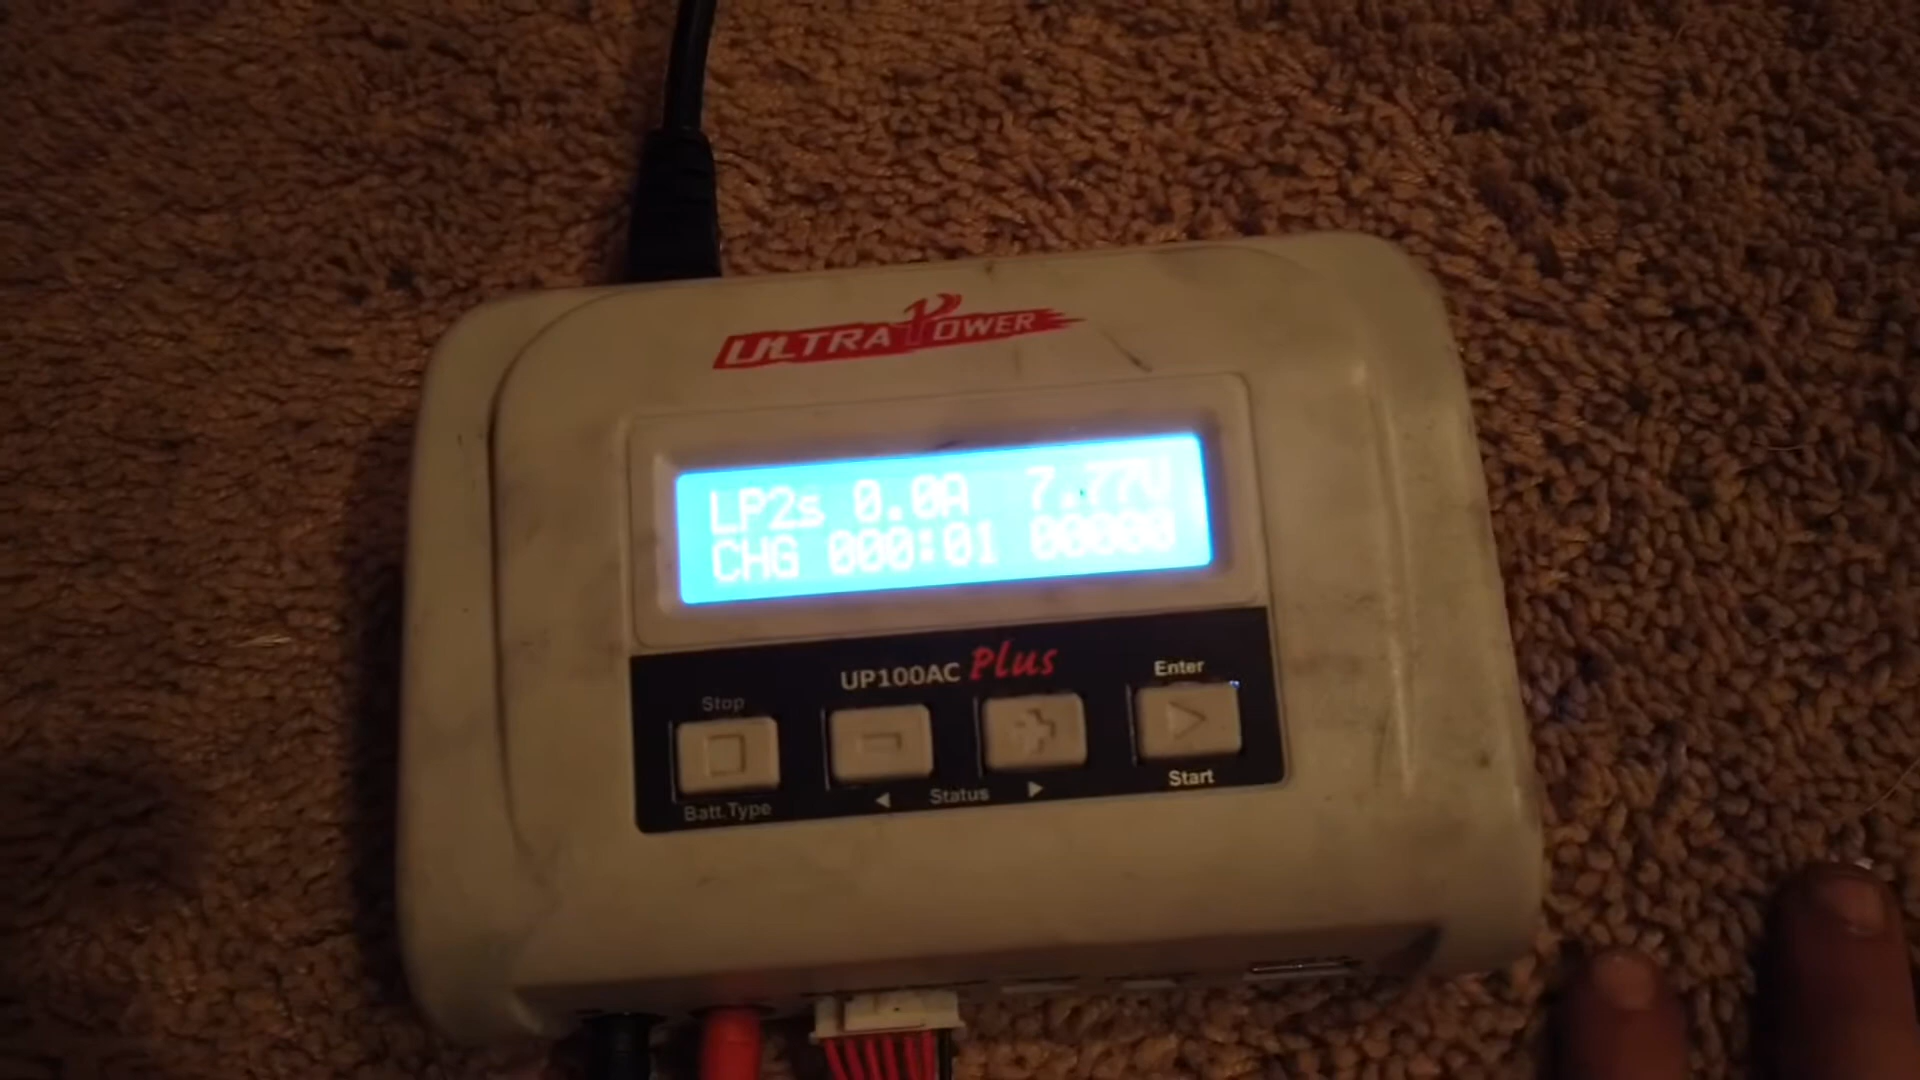 ULTRA POWER
LP2s 0.0A 7.77V
CHG 000:01 00000
UP100AC Plus
Stop
Enter
Batt.Type
◀ Status ▶
Start